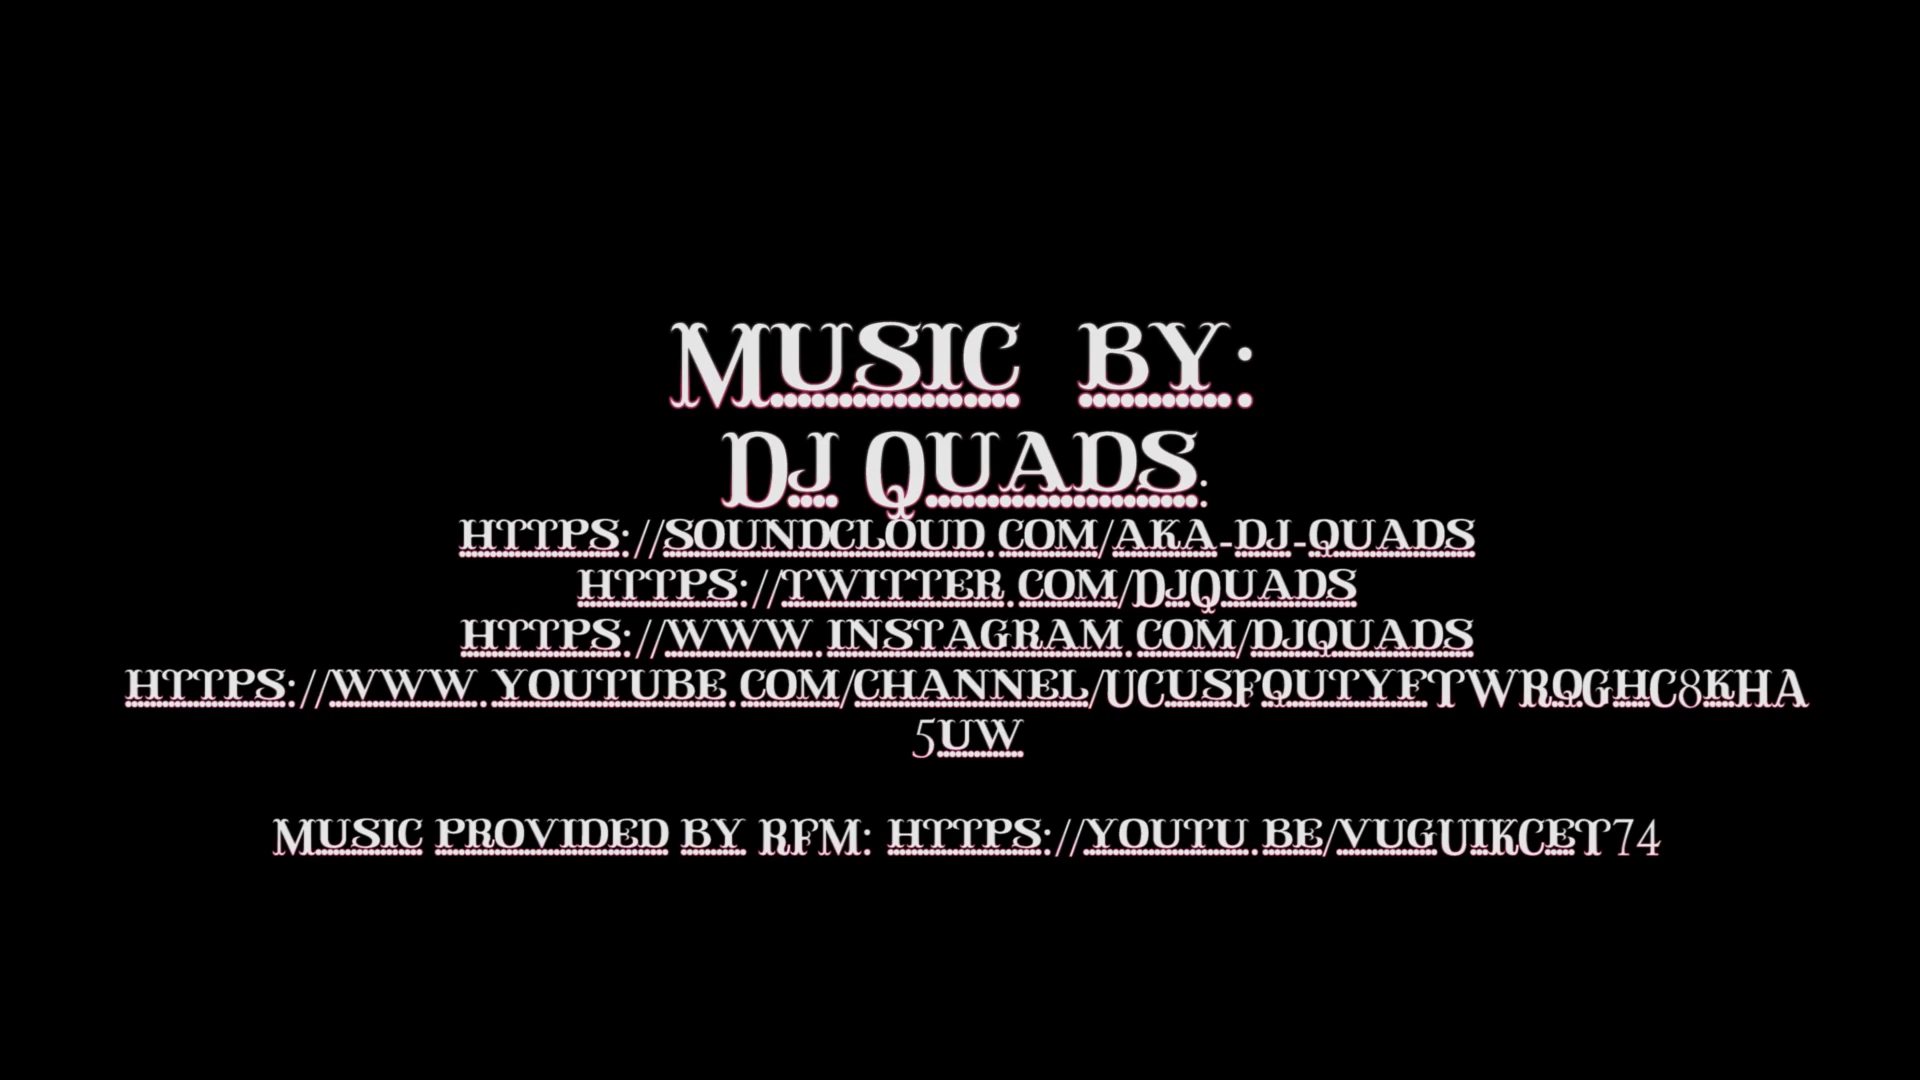 Music by:
Dj Quads:
https://soundcloud.com/aka-dj-quads
https://twitter.com/DjQuads
https://www.instagram.com/djquads
https://www.youtube.com/channel/UCusFqutyfTWRqGhC8kHA
5uw
Music provided by RFM: https://youtu.be/vugUiKCeT74